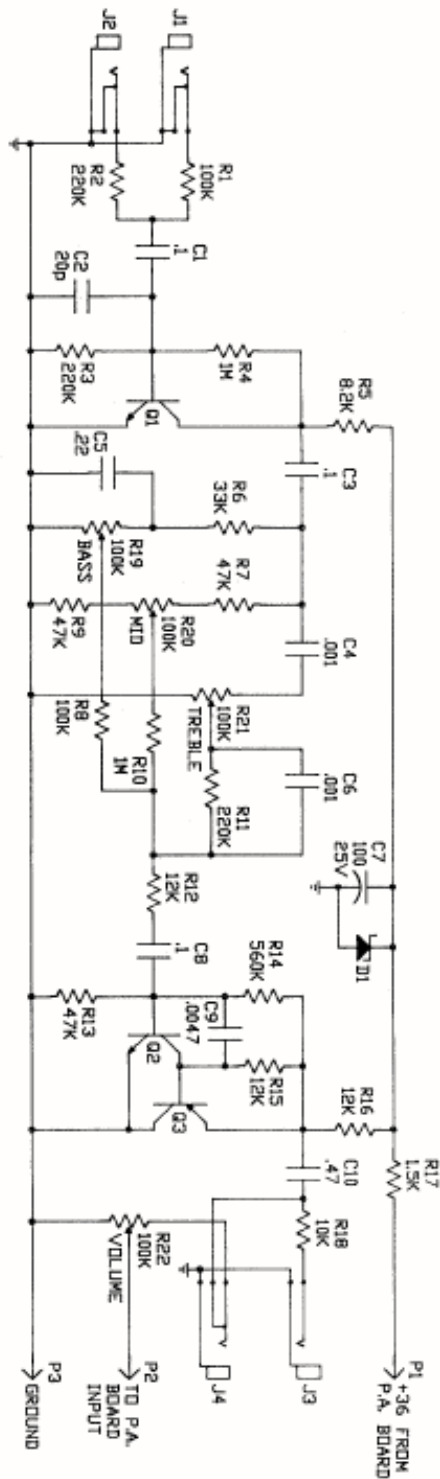 J2
J1
R2
220K
R1
100K
C1
.1
C2
20p
R3
220K
R4
1M
Q1
R5
8.2K
C5
.22
C3
.1
R6
33K
R19
100K
BASS
R7
47K
R20
100K
MID
R9
47K
C4
.001
R8
100K
R21
100K
TREBLE
R10
1M
R11
220K
C6
.001
C7
100
25V
D1
R12
12K
C8
.1
R14
560K
R13
47K
C9
.0047
Q2
R15
12K
Q3
R16
12K
C10
.47
R17
1.5K
R18
10K
R22
100K
VOLUME
J4
J3
P3
GROUND
P2
TO P.A.
BOARD
INPUT
P1
+36 FROM
P.A. BOARD